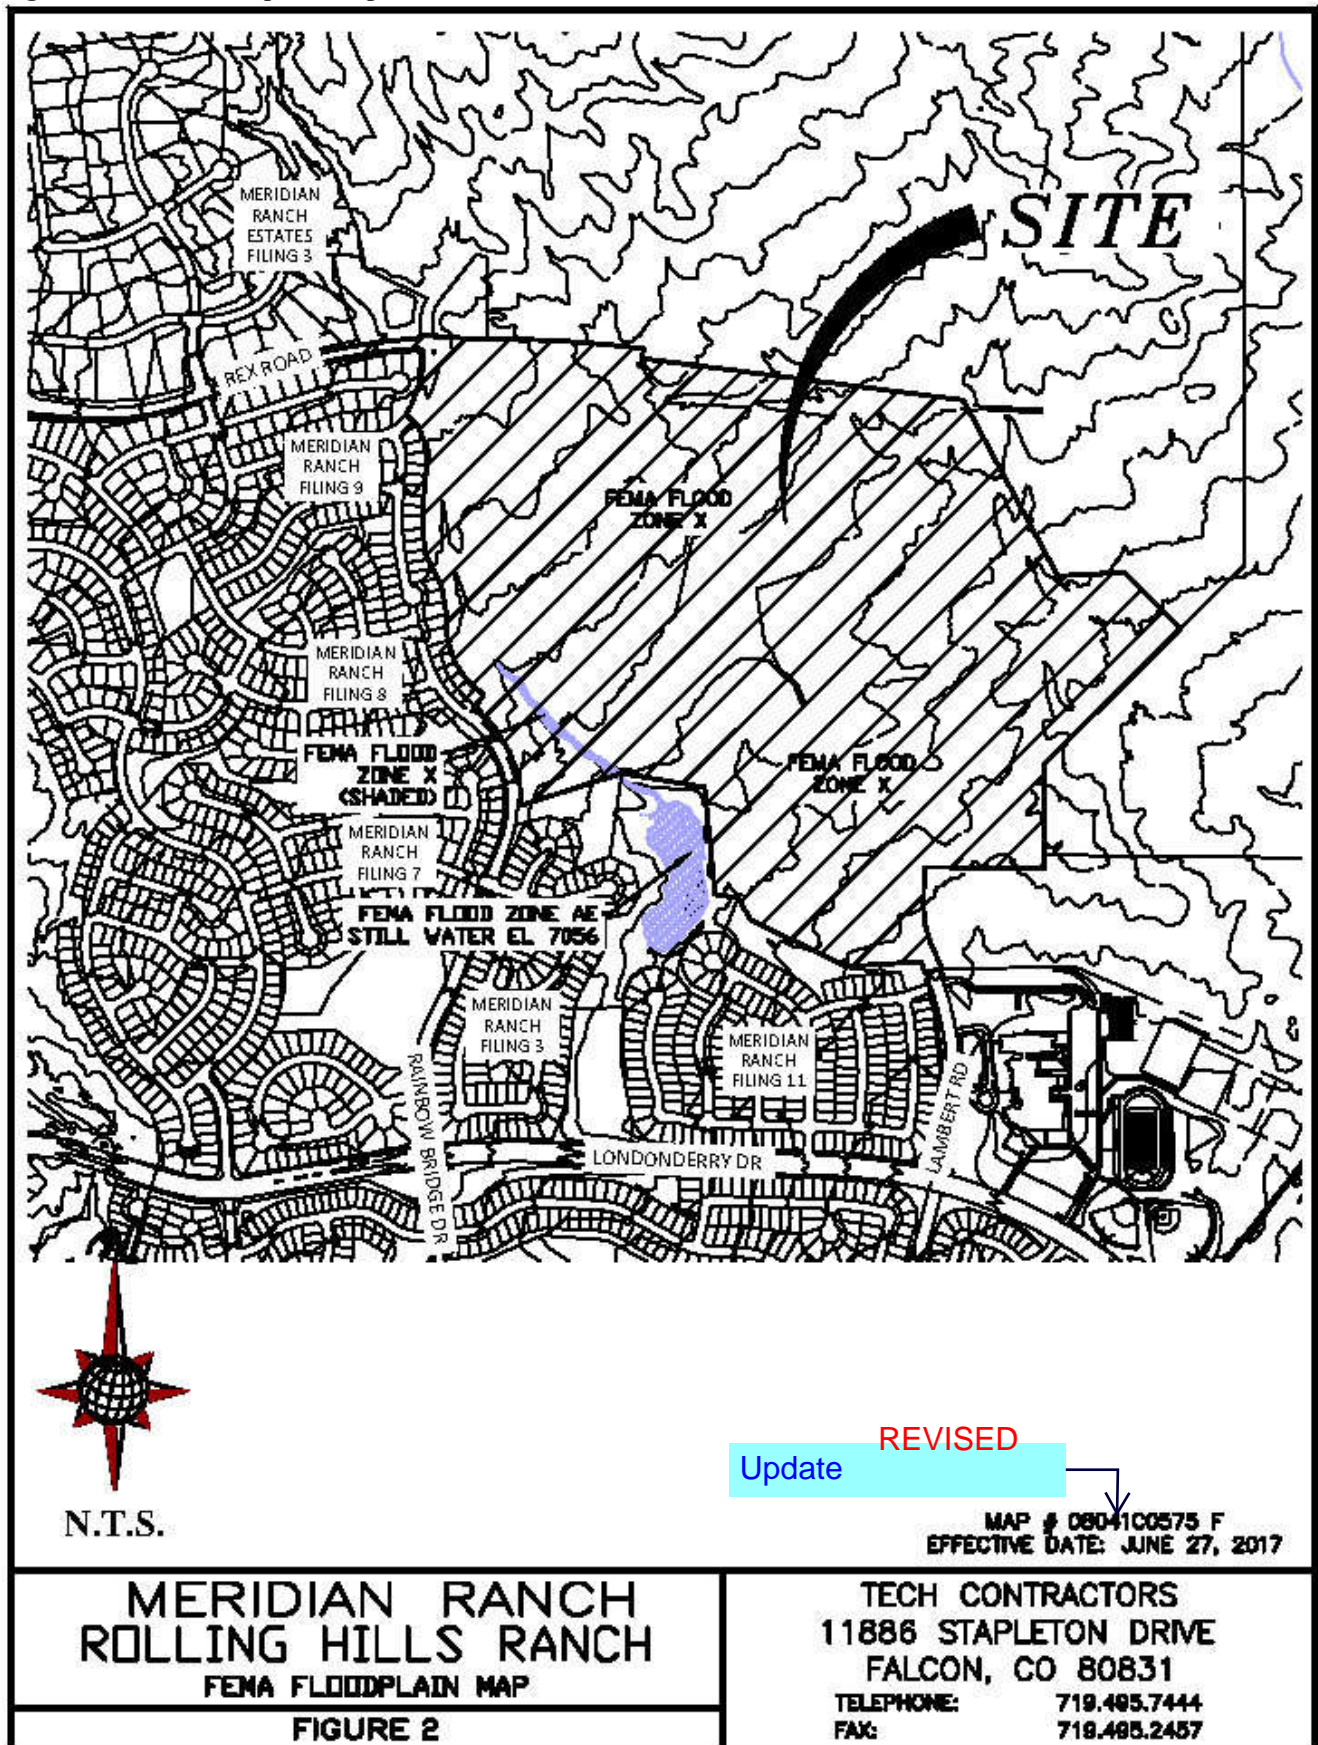 SITE
MERIDIAN
RANCH
ESTATES
FILING 3
REX ROAD
MERIDIAN
RANCH
FILING 9
FEMA FLOOD
ZONE X
MERIDIAN
RANCH
FILING 8
FEMA FLOOD
ZONE X
(SHADED)
FEMA FLOOD
ZONE X
MERIDIAN
RANCH
FILING 7
FEMA FLOOD ZONE AE
STILL WATER EL 7056
MERIDIAN
RANCH
FILING 3
MERIDIAN
RANCH
FILING 11
RAINBOW BRIDGE DR
LAMBERT RD
LONDONDERRY DR
N.T.S.
REVISED
Update
MAP # 08041C0575 F
EFFECTIVE DATE: JUNE 27, 2017
MERIDIAN RANCH
ROLLING HILLS RANCH
FEMA FLOODPLAIN MAP
FIGURE 2
TECH CONTRACTORS
11886 STAPLETON DRIVE
FALCON, CO 80831
TELEPHONE: 719.495.7444
FAX: 719.495.2457